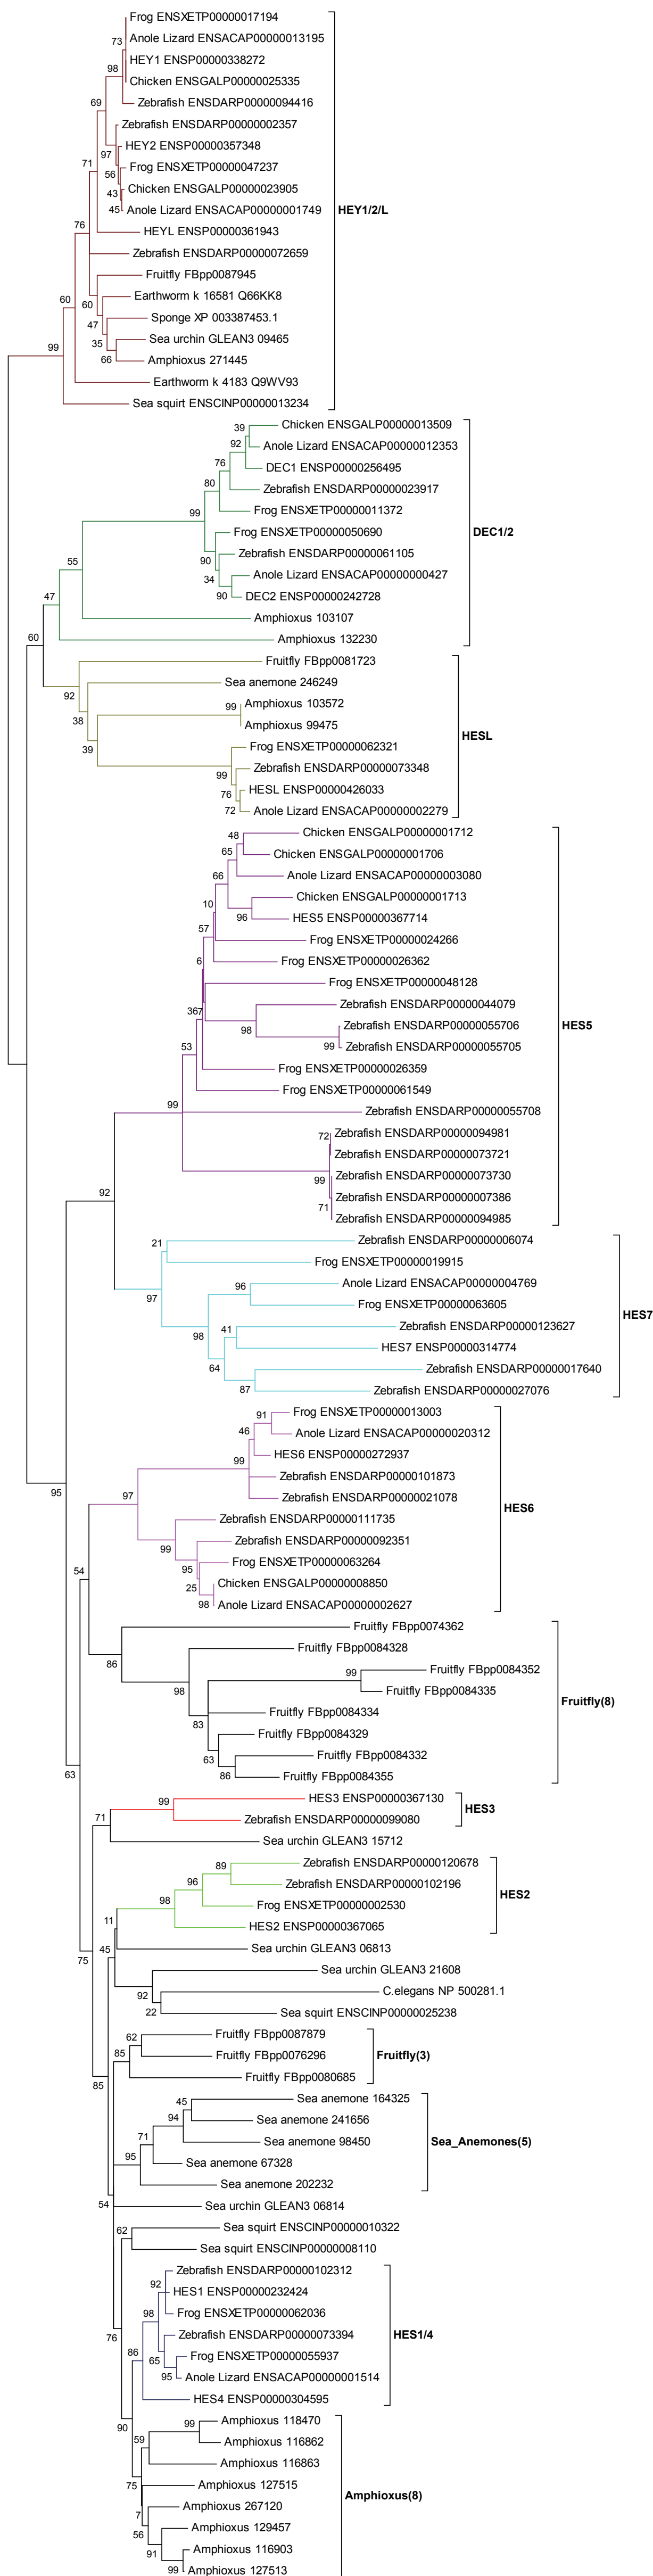 Frog ENSXETP00000017194
73
Anole Lizard ENSACAP00000013195
HEY1 ENSP00000338272
98
Chicken ENSGALP00000025335
69
Zebrafish ENSDARP00000094416
Zebrafish ENSDARP00000002357
HEY2 ENSP00000357348
97
71
Frog ENSXETP00000047237
56
Chicken ENSGALP00000023905
43
45
Anole Lizard ENSACAP00000001749
HEY1/2/L
76
HEYL ENSP00000361943
Zebrafish ENSDARP00000072659
Fruitfly FBpp0087945
60
Earthworm k 16581 Q66KK8
60
Sponge XP 003387453.1
47
Sea urchin GLEAN3 09465
35
99
Amphioxus 271445
66
Earthworm k 4183 Q9WV93
Sea squirt ENSCINP00000013234
Chicken ENSGALP00000013509
39
Anole Lizard ENSACAP00000012353
92
DEC1 ENSP00000256495
76
Zebrafish ENSDARP00000023917
80
Frog ENSXETP00000011372
99
Frog ENSXETP00000050690
DEC1/2
Zebrafish ENSDARP00000061105
90
55
Anole Lizard ENSACAP00000000427
34
DEC2 ENSP00000242728
90
47
Amphioxus 103107
60
Amphioxus 132230
Fruitfly FBpp0081723
Sea anemone 246249
92
Amphioxus 103572
99
38
Amphioxus 99475
HESL
Frog ENSXETP00000062321
39
Zebrafish ENSDARP00000073348
99
HESL ENSP00000426033
76
Anole Lizard ENSACAP00000002279
72
Chicken ENSGALP00000001712
48
Chicken ENSGALP00000001706
65
Anole Lizard ENSACAP00000003080
66
Chicken ENSGALP00000001713
10
HES5 ENSP00000367714
96
57
Frog ENSXETP00000024266
6
Frog ENSXETP00000026362
Frog ENSXETP00000048128
Zebrafish ENSDARP00000044079
367
Zebrafish ENSDARP00000055706
98
HES5
99
Zebrafish ENSDARP00000055705
53
Frog ENSXETP00000026359
Frog ENSXETP00000061549
99
Zebrafish ENSDARP00000055708
Zebrafish ENSDARP00000094981
72
Zebrafish ENSDARP00000073721
Zebrafish ENSDARP00000073730
99
Zebrafish ENSDARP00000007386
92
71
Zebrafish ENSDARP00000094985
Zebrafish ENSDARP00000006074
21
Frog ENSXETP00000019915
Anole Lizard ENSACAP00000004769
96
97
Frog ENSXETP00000063605
HES7
Zebrafish ENSDARP00000123627
98
41
HES7 ENSP00000314774
64
Zebrafish ENSDARP00000017640
87
Zebrafish ENSDARP00000027076
Frog ENSXETP00000013003
91
Anole Lizard ENSACAP00000020312
46
HES6 ENSP00000272937
99
Zebrafish ENSDARP00000101873
95
97
Zebrafish ENSDARP00000021078
HES6
Zebrafish ENSDARP00000111735
Zebrafish ENSDARP00000092351
99
Frog ENSXETP00000063264
95
54
Chicken ENSGALP00000008850
25
98
Anole Lizard ENSACAP00000002627
Fruitfly FBpp0074362
Fruitfly FBpp0084328
86
Fruitfly FBpp0084352
99
98
Fruitfly FBpp0084335
Fruitfly(8)
Fruitfly FBpp0084334
83
Fruitfly FBpp0084329
63
Fruitfly FBpp0084332
63
86
Fruitfly FBpp0084355
HES3 ENSP00000367130
99
HES3
Zebrafish ENSDARP00000099080
71
Sea urchin GLEAN3 15712
Zebrafish ENSDARP00000120678
89
Zebrafish ENSDARP00000102196
96
HES2
Frog ENSXETP00000002530
98
HES2 ENSP00000367065
11
Sea urchin GLEAN3 06813
45
75
Sea urchin GLEAN3 21608
C.elegans NP 500281.1
92
22
Sea squirt ENSCINP00000025238
Fruitfly FBpp0087879
62
Fruitfly FBpp0076296
Fruitfly(3)
85
Fruitfly FBpp0080685
85
Sea anemone 164325
45
Sea anemone 241656
94
Sea anemone 98450
Sea_Anemones(5)
71
Sea anemone 67328
95
Sea anemone 202232
54
Sea urchin GLEAN3 06814
Sea squirt ENSCINP00000010322
62
Sea squirt ENSCINP00000008110
Zebrafish ENSDARP00000102312
92
HES1 ENSP00000232424
Frog ENSXETP00000062036
98
Zebrafish ENSDARP00000073394
HES1/4
76
Frog ENSXETP00000055937
86
65
Anole Lizard ENSACAP00000001514
95
HES4 ENSP00000304595
Amphioxus 118470
99
90
Amphioxus 116862
59
Amphioxus 116863
75
Amphioxus 127515
Amphioxus(8)
Amphioxus 267120
7
Amphioxus 129457
56
Amphioxus 116903
91
99
Amphioxus 127513